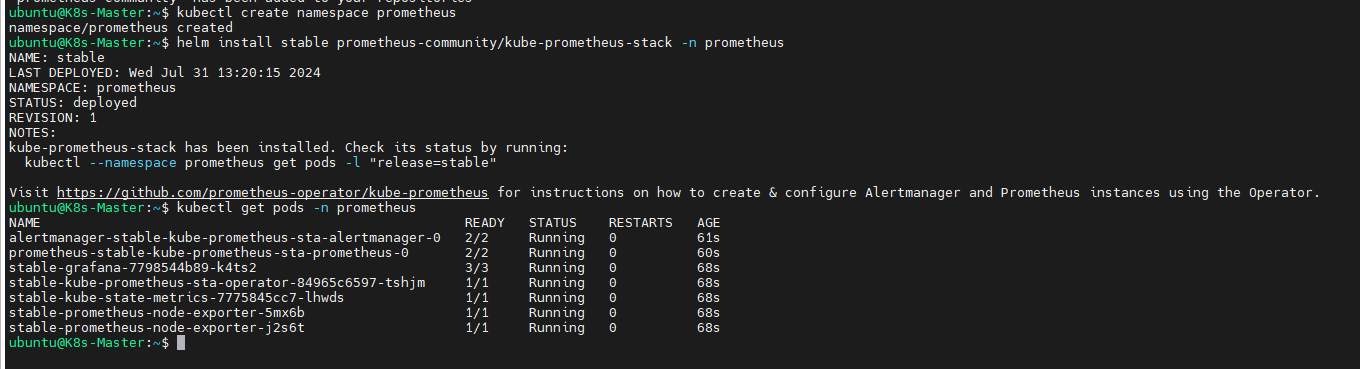 "prometheus-community" has been added to your repositories
ubuntu@K8s-Master:~$ kubectl create namespace prometheus
namespace/prometheus created
ubuntu@K8s-Master:~$ helm install stable prometheus-community/kube-prometheus-stack -n prometheus
NAME: stable
LAST DEPLOYED: Wed Jul 31 13:20:15 2024
NAMESPACE: prometheus
STATUS: deployed
REVISION: 1
NOTES:
kube-prometheus-stack has been installed. Check its status by running:
  kubectl --namespace prometheus get pods -l "release=stable"

Visit https://github.com/prometheus-operator/kube-prometheus for instructions on how to create & configure Alertmanager and Prometheus instances using the Operator.
ubuntu@K8s-Master:~$ kubectl get pods -n prometheus
NAME                                                     READY   STATUS    RESTARTS   AGE
alertmanager-stable-kube-prometheus-sta-alertmanager-0   2/2     Running   0          61s
prometheus-stable-kube-prometheus-sta-prometheus-0       2/2     Running   0          60s
stable-grafana-7798544b89-k4ts2                          3/3     Running   0          68s
stable-kube-prometheus-sta-operator-84965c6597-tshjm     1/1     Running   0          68s
stable-kube-state-metrics-7775845cc7-lhwds               1/1     Running   0          68s
stable-prometheus-node-exporter-5mx6b                    1/1     Running   0          68s
stable-prometheus-node-exporter-j2s6t                    1/1     Running   0          68s
ubuntu@K8s-Master:~$